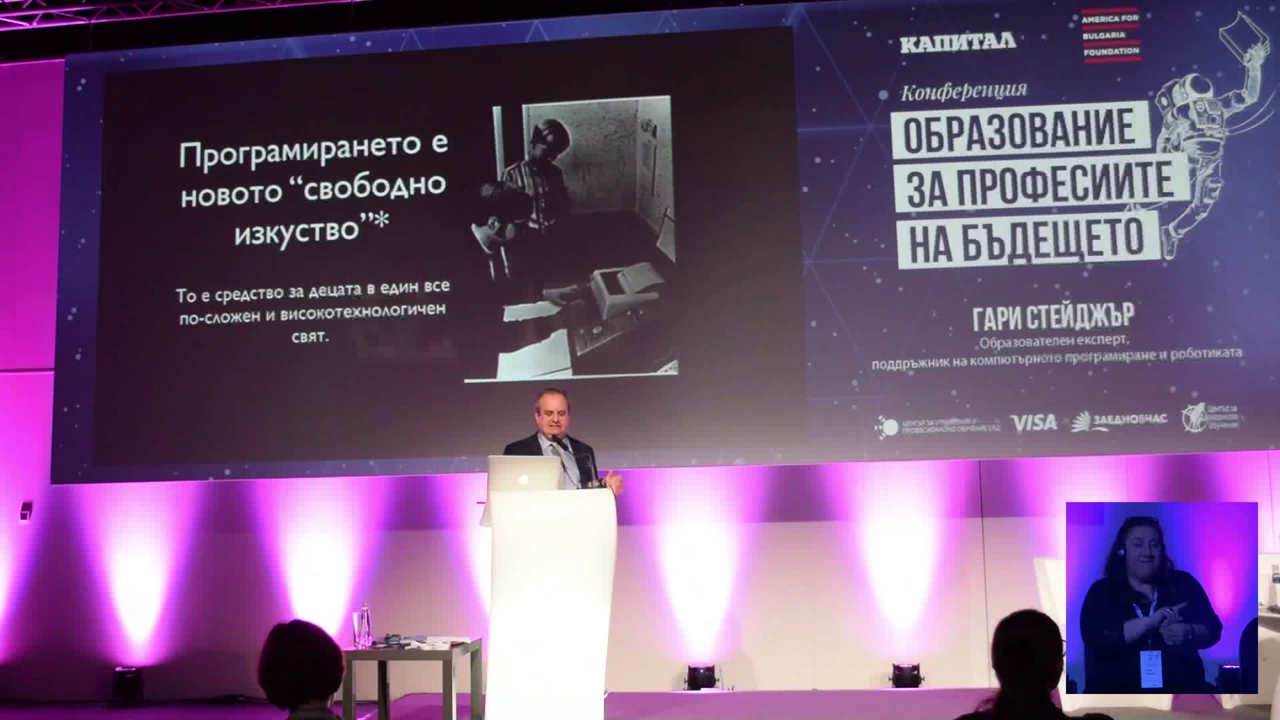 Програмирането е
новото “свободно
изкуство”*
То е средство за децата в един все
по-сложен и високотехнологичен
свят.
КАПИТАЛ
AMERICA FOR
BULGARIA
FOUNDATION
Конференция
ОБРАЗОВАНИЕ
ЗА ПРОФЕСИИТЕ
НА БЪДЕЩЕТО
ГАРИ СТЕЙДЖЪР
Образователен експерт,
поддръжник на компютърното програмиране и роботиката
VISA
ЗАЕДНОВЧАС